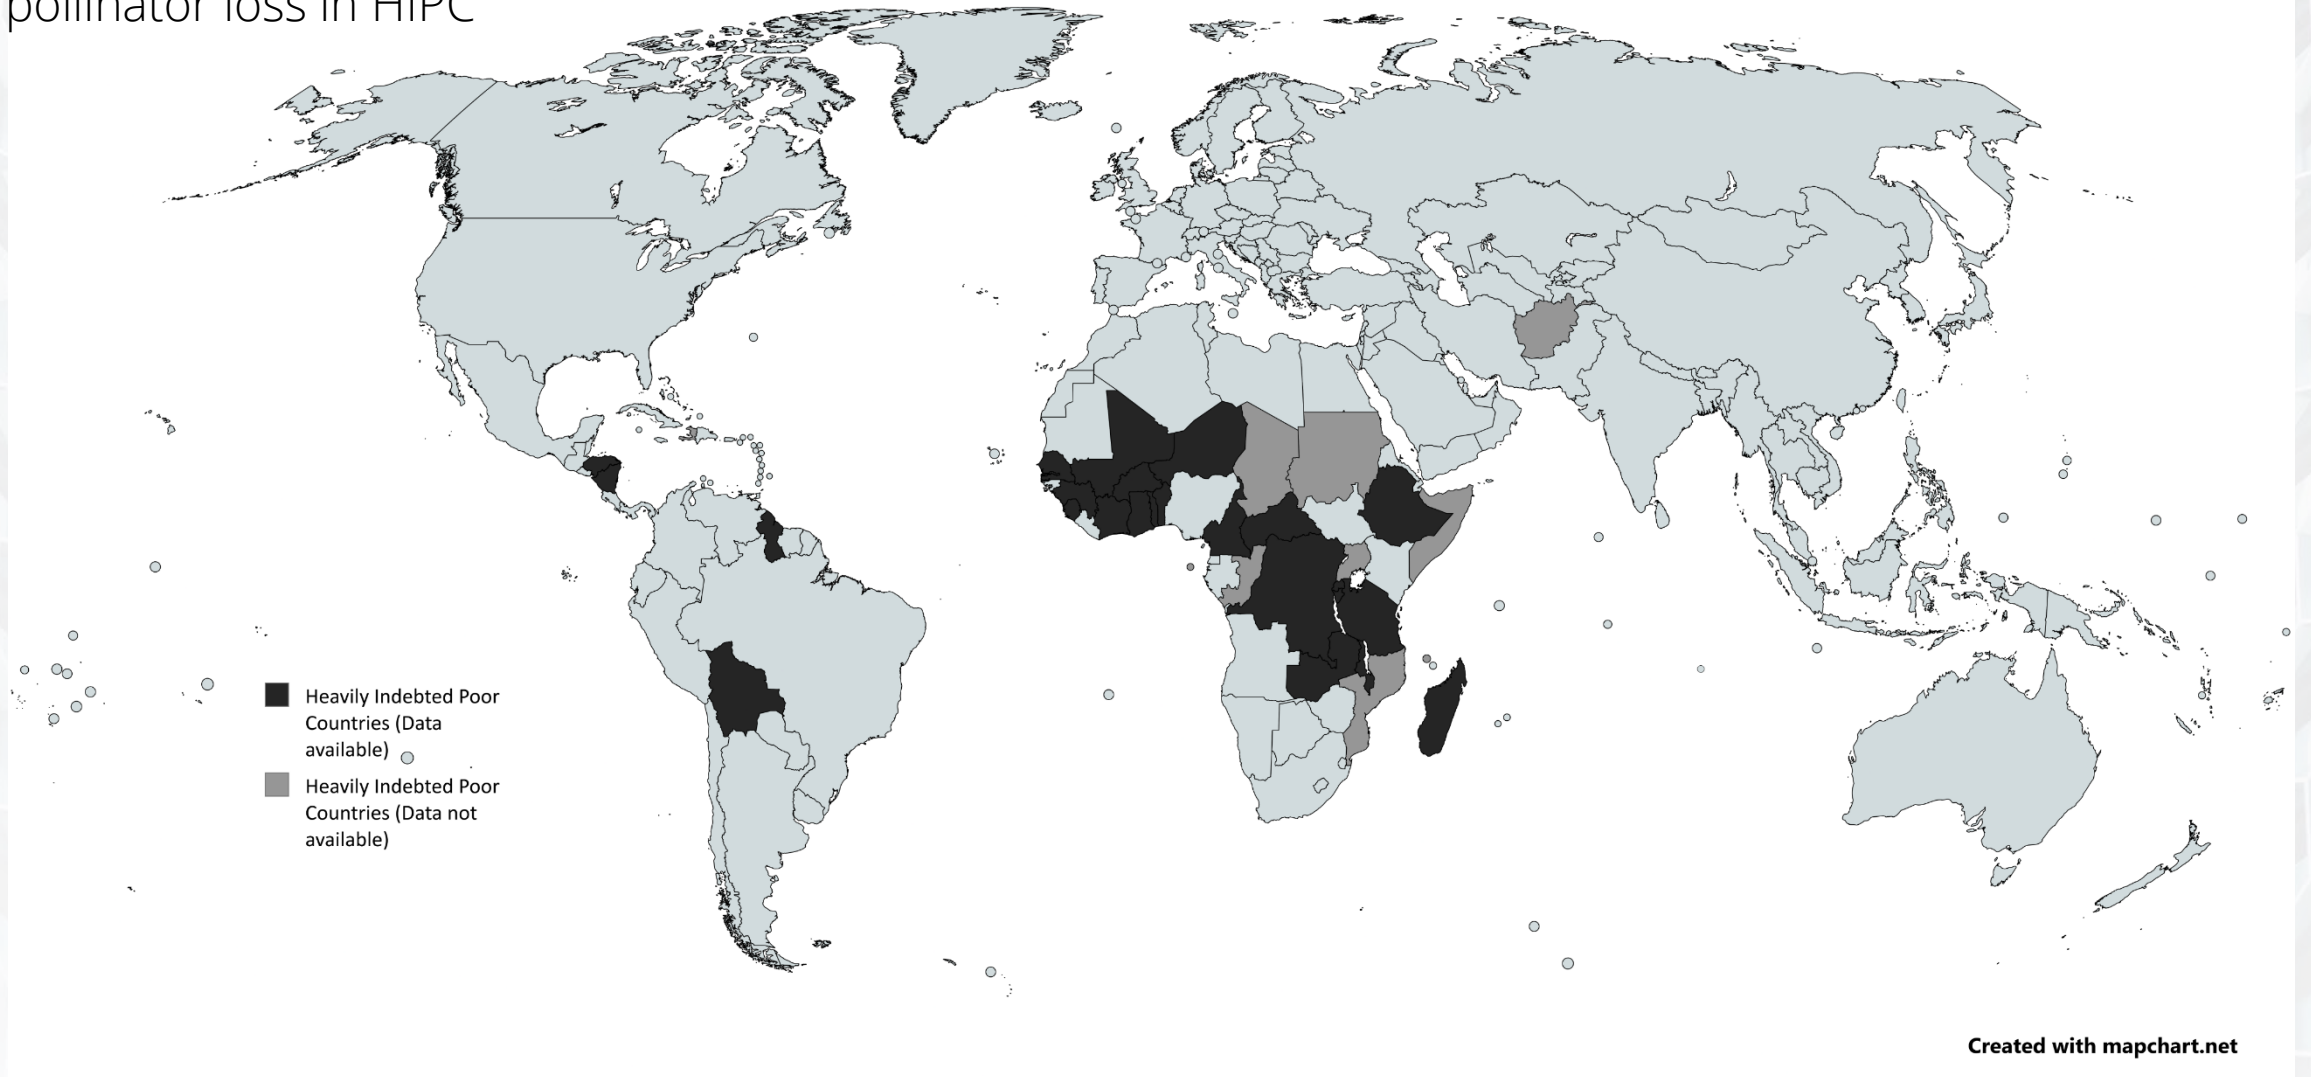 pollinator loss in HIPC
Heavily Indebted Poor
Countries (Data
available)
Heavily Indebted Poor
Countries (Data not
available)
Created with mapchart.net